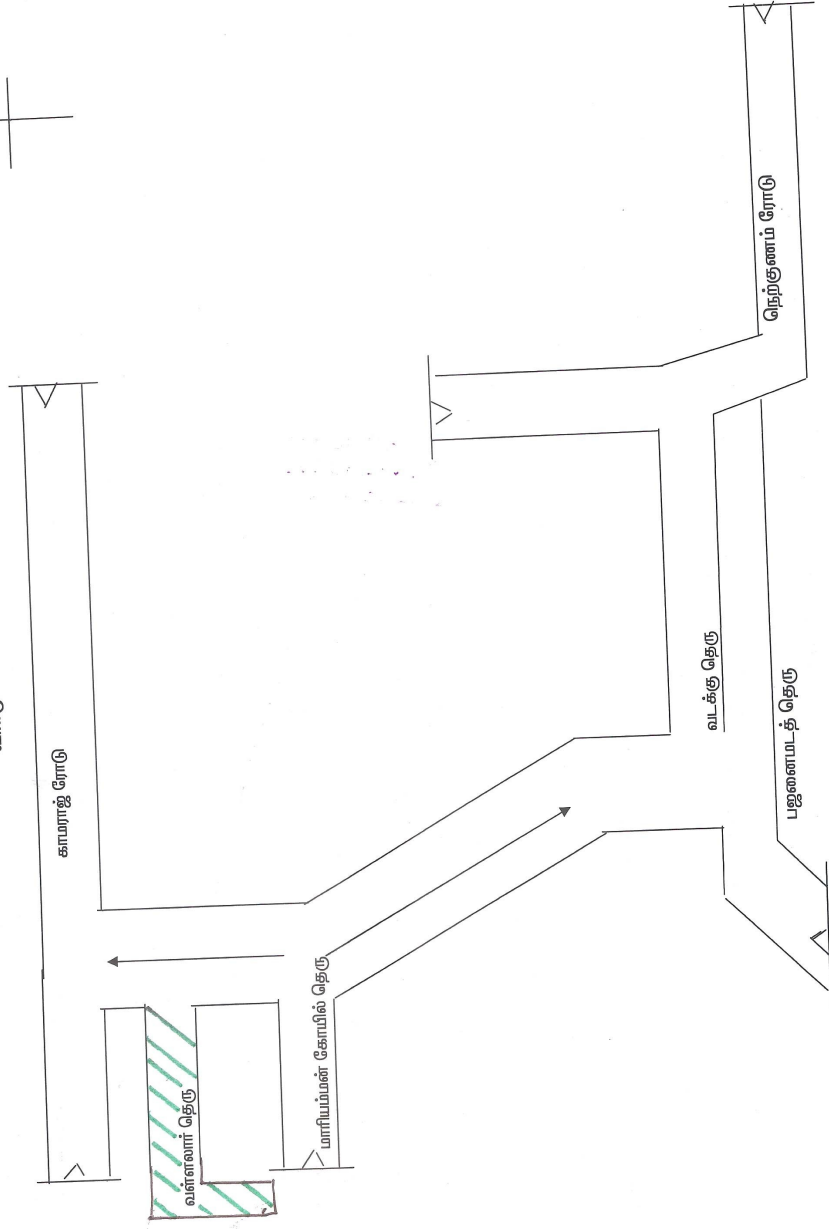 காமராஜ் ரோடு
வள்ளலார் தெரு
மாரியம்மன் கோயில் தெரு
வடக்கு தெரு
பஜனைமடத் தெரு
நெற்குணம் ரோடு